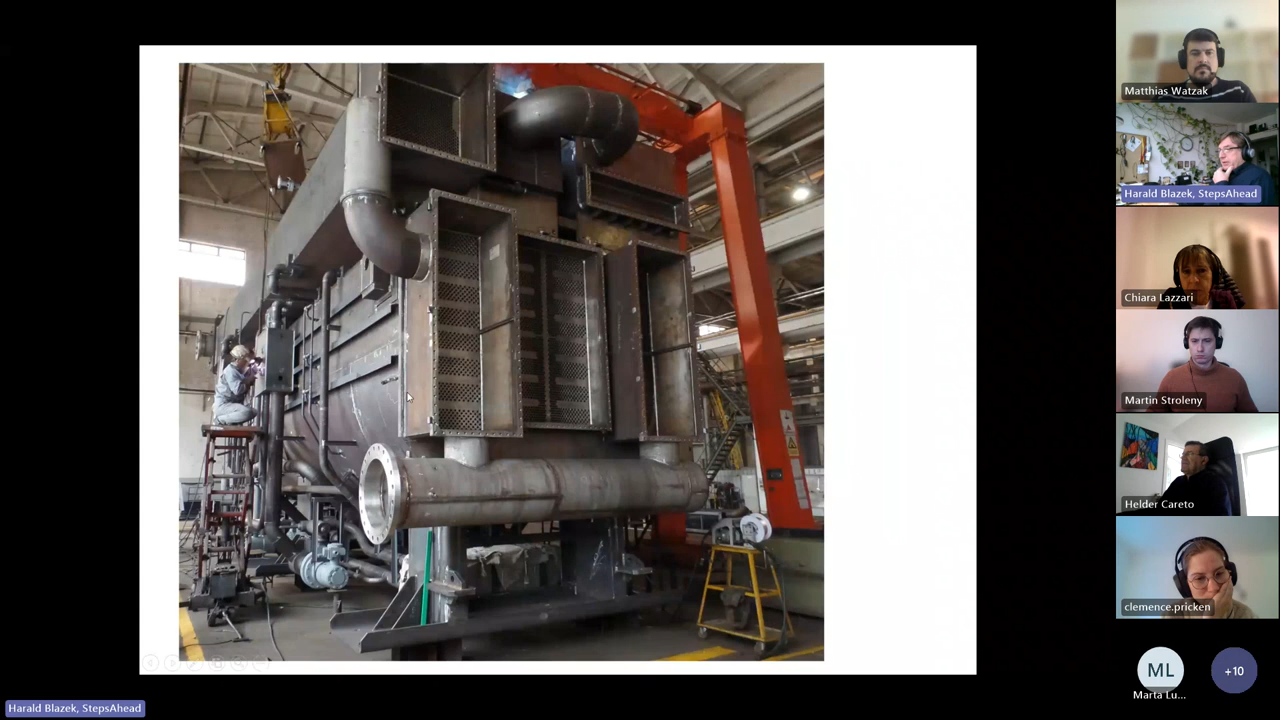 Matthias Watzak
Harald Blazek, StepsAhead
Chiara Lazzari
Martin Stroleny
Helder Careto
clemence.pricken
ML
Marta Lu...
+10
Harald Blazek, StepsAhead